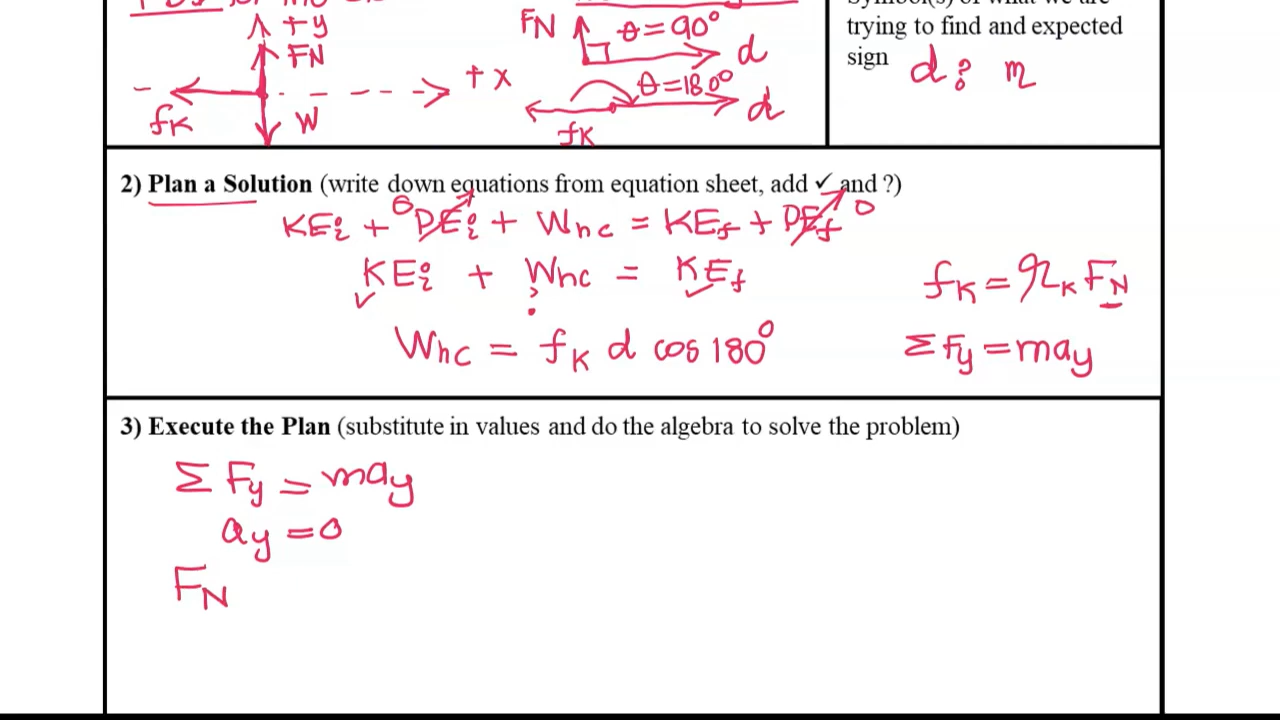 +y
FN
FN θ=90° d
- +x
θ=180° d
fK W
fK
trying to find and expected
sign d? m
2) Plan a Solution (write down equations from equation sheet, add ✓ and ?)
KEi + 0 PEi + Wnc = KEf + PEf 0
KEi + Wnc = KEf
✓ ? ✓
fK = μK FN
Wnc = fK d cos 180°
Σ Fy = may
3) Execute the Plan (substitute in values and do the algebra to solve the problem)
Σ Fy = may
ay = 0
FN